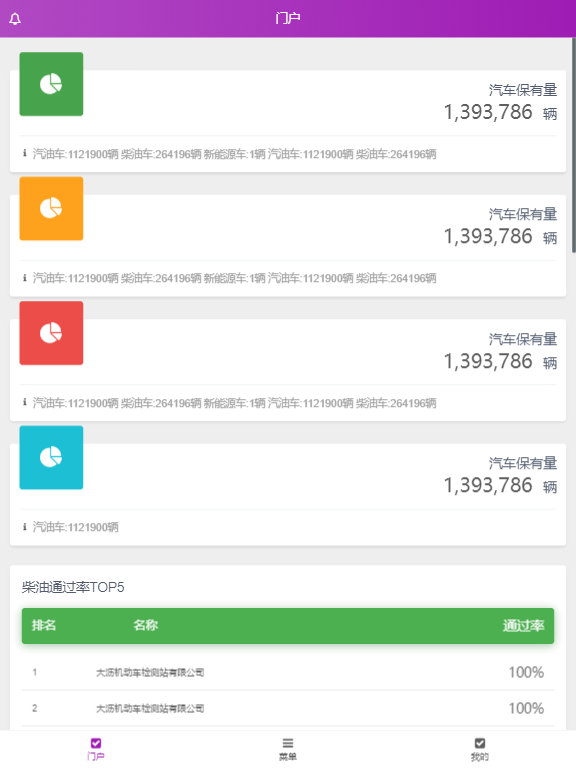 门户
汽车保有量
1,393,786 辆
汽油车:1121900辆 柴油车:264196辆 新能源车:1辆 汽油车:1121900辆 柴油车:264196辆
汽车保有量
1,393,786 辆
汽油车:1121900辆 柴油车:264196辆 新能源车:1辆 汽油车:1121900辆 柴油车:264196辆
汽车保有量
1,393,786 辆
汽油车:1121900辆 柴油车:264196辆 新能源车:1辆 汽油车:1121900辆 柴油车:264196辆
汽车保有量
1,393,786 辆
汽油车:1121900辆
柴油通过率TOP5
排名 名称 通过率
1 大沥机动车检测站有限公司 100%
2 大沥机动车检测站有限公司 100%
门户 菜单 我的